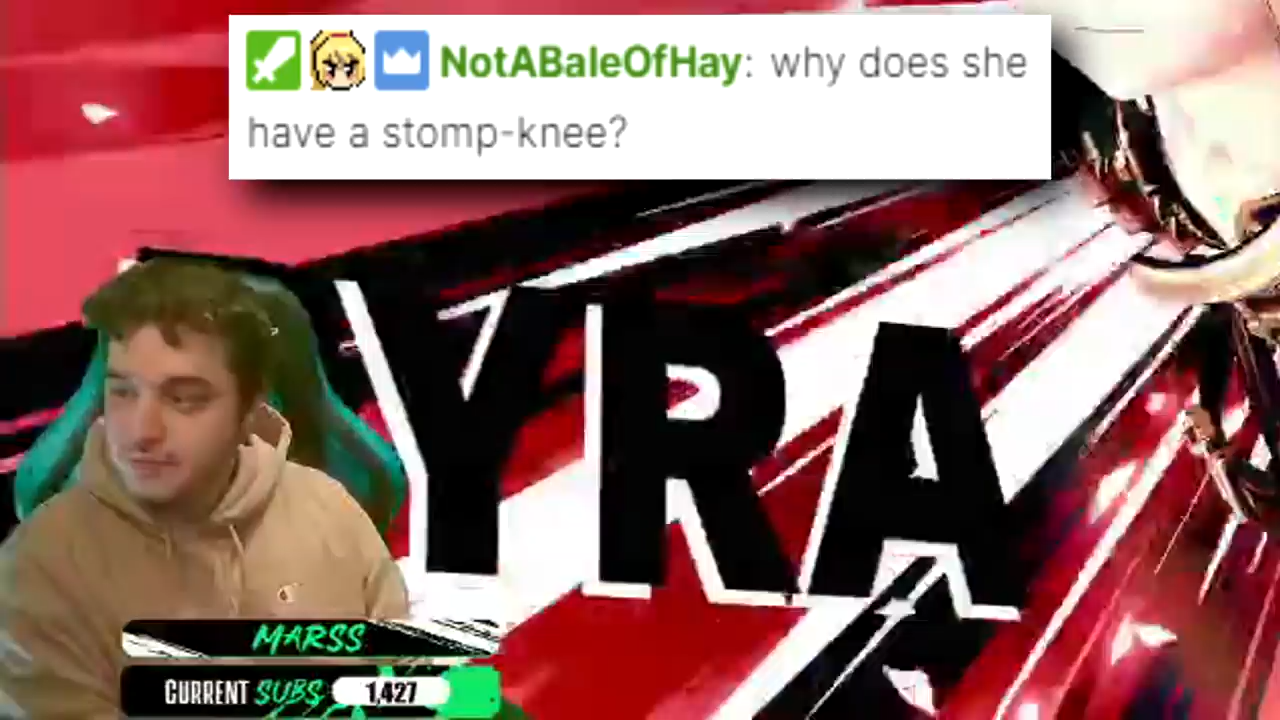 NotABaleOfHay: why does she
have a stomp-knee?
YRA
MARSS
CURRENT SUBS 1,427